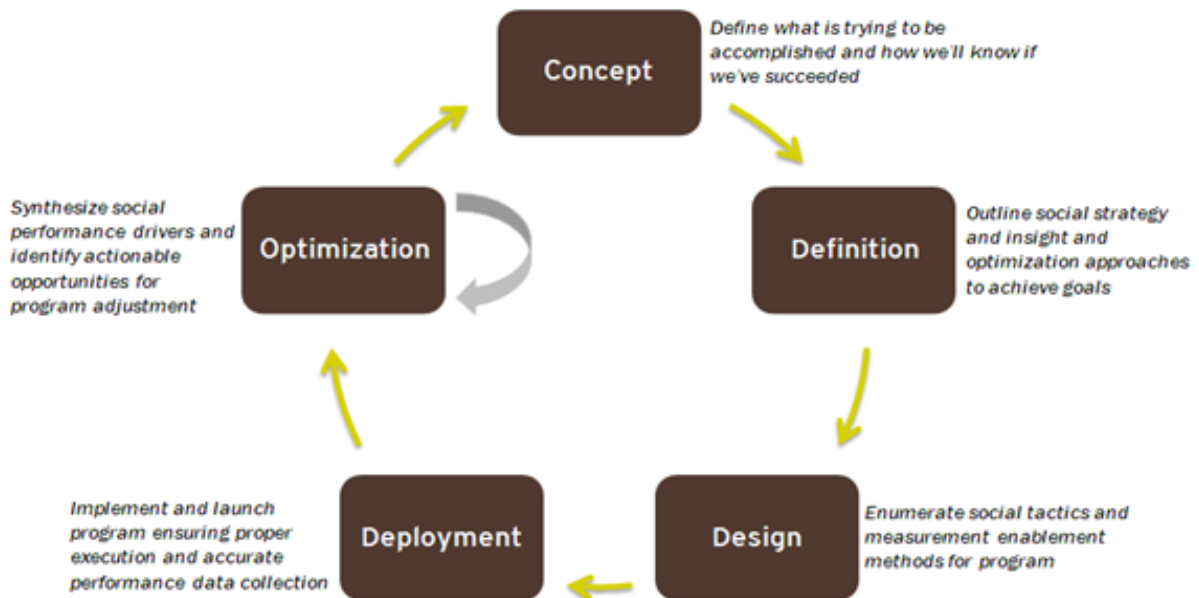 Concept
Define what is trying to be
accomplished and how we'll know if
we've succeeded
Definition
Outline social strategy
and insight and
optimization approaches
to achieve goals
Design
Enumerate social tactics and
measurement enablement
methods for program
Deployment
Implement and launch
program ensuring proper
execution and accurate
performance data collection
Optimization
Synthesize social
performance drivers and
identify actionable
opportunities for
program adjustment